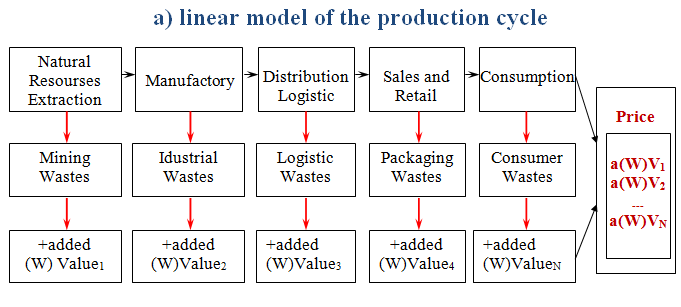 a) linear model of the production cycle
Natural
Resourses
Extraction
Manufactory
Distribution
Logistic
Sales and
Retail
Consumption
Price
Mining
Wastes
Idustrial
Wastes
Logistic
Wastes
Packaging
Wastes
Consumer
Wastes
a(W)V₁
a(W)V₂
---
a(W)Vɴ
+added
(W) Value₁
+added
(W)Value₂
+added
(W)Value₃
+added
(W)Value₄
+added
(W)Valueɴ